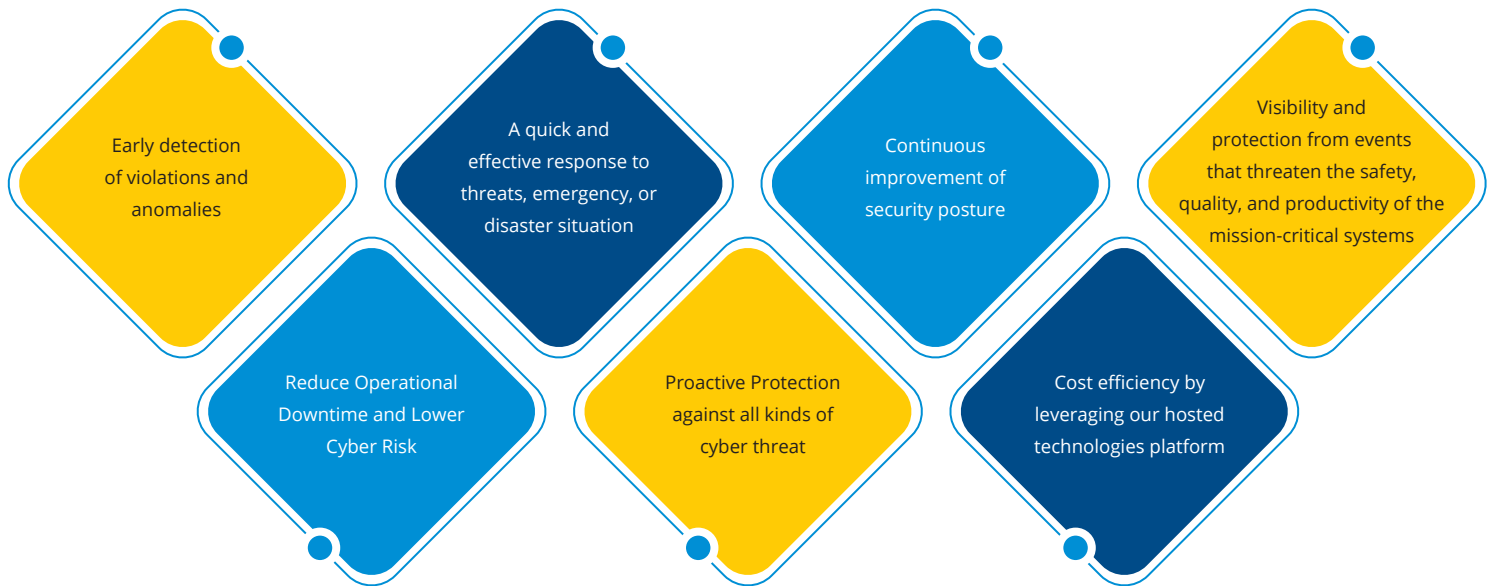 Early detection
of violations and
anomalies
A quick and
effective response to
threats, emergency, or
disaster situation
Continuous
improvement of
security posture
Visibility and
protection from events
that threaten the safety,
quality, and productivity of the
mission-critical systems
Reduce Operational
Downtime and Lower
Cyber Risk
Proactive Protection
against all kinds of
cyber threat
Cost efficiency by
leveraging our hosted
technologies platform